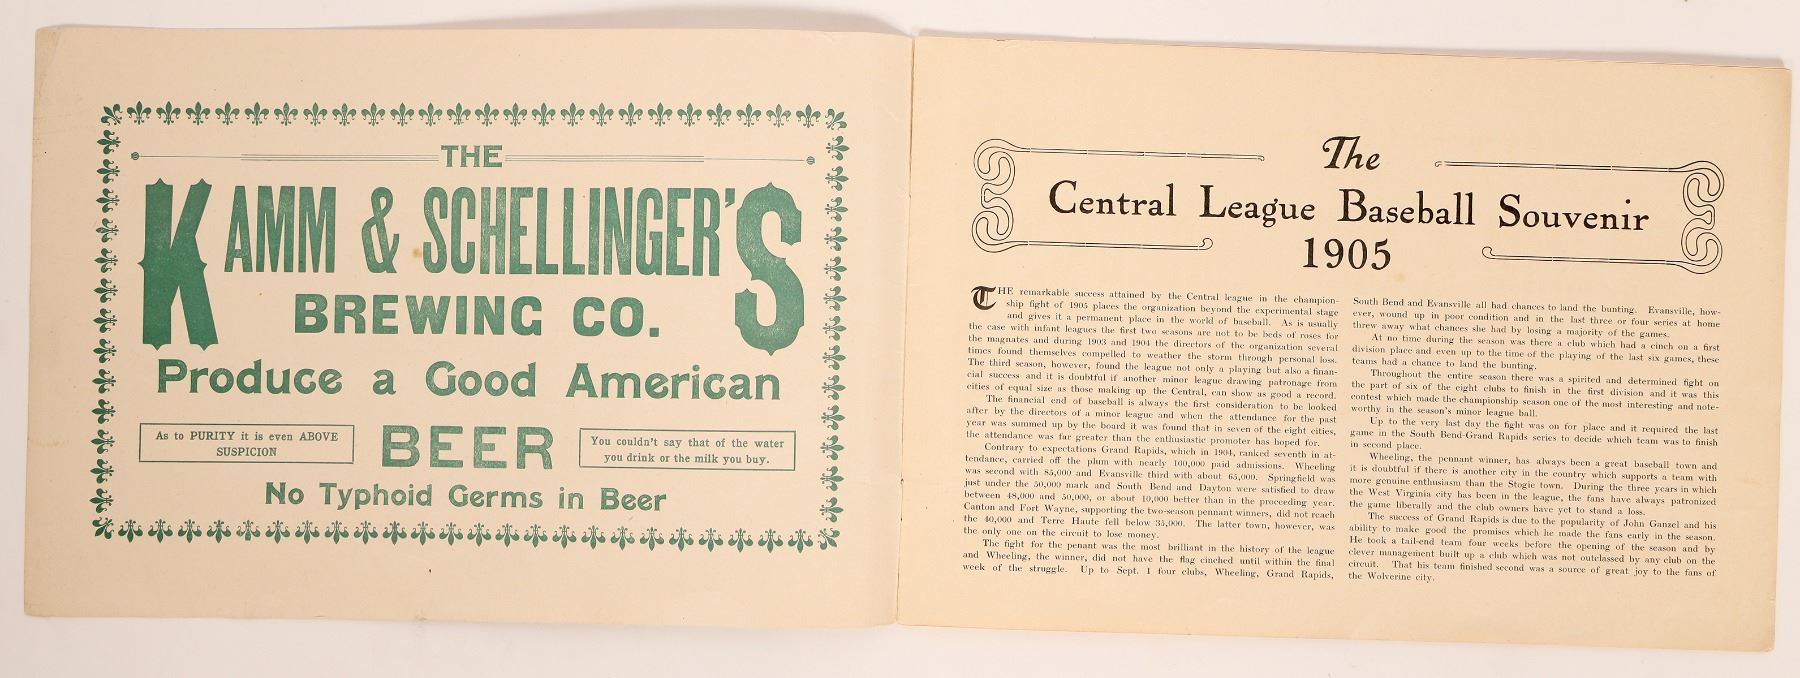 THE
KAMM & SCHELLINGER'S
BREWING CO.
Produce a Good American
As to PURITY it is even ABOVE
SUSPICION
BEER
You couldn't say that of the water
you drink or the milk you buy.
No Typhoid Germs in Beer
The
Central League Baseball Souvenir
1905
THE remarkable success attained by the Central league in the champion-
ship fight of 1905 places the organization beyond the experimental stage
and gives it a permanent place in the world of baseball. As is usually
the case with infant leagues the first two seasons are not to be beds of roses for
the magnates and during 1903 and 1904 the directors of the organization several
times found themselves compelled to weather the storm through personal loss.
The third season, however, found the league not only a playing but also a finan-
cial success and it is doubtful if another minor league drawing patronage from
cities of equal size as those making up the Central, can show as good a record.
The financial end of baseball is always the first consideration to be looked
after by the directors of a minor league and when the attendance for the past
year was summed up by the board it was found that in seven of the eight cities,
the attendance was far greater than the enthusiastic promoter has hoped for.
Contrary to expectations Grand Rapids, which in 1904, ranked seventh in at-
tendance, carried off the plum with nearly 100,000 paid admissions. Wheeling
was second with 85,000 and Evansville third with about 65,000. Springfield was
just under the 50,000 mark and South Bend and Dayton were satisfied to draw
between 48,000 and 50,000, or about 10,000 better than in the proceeding year.
Canton and Fort Wayne, supporting the two-season pennant winners, did not reach
the 40,000 and Terre Haute fell below 35,000. The latter town, however, was
the only one on the circuit to lose money.
The fight for the penant was the most brilliant in the history of the league
and Wheeling, the winner, did not have the flag cinched until within the final
week of the struggle. Up to Sept. 1 four clubs, Wheeling, Grand Rapids,
South Bend and Evansville all had chances to land the bunting. Evansville, how-
ever, wound up in poor condition and in the last three or four series at home
threw away what chances she had by losing a majority of the games.
At no time during the season was there a club which had a cinch on a first
division place and even up to the time of the playing of the last six games, these
teams had a chance to land the bunting.
Throughout the entire season there was a spirited and determined fight on
the part of six of the eight clubs to finish in the first division and it was this
contest which made the championship season one of the most interesting and note-
worthy in the season's minor league ball.
Up to the very last day the fight was on for place and it required the last
game in the South Bend-Grand Rapids series to decide which team was to finish
in second place.
Wheeling, the pennant winner, has always been a great baseball town and
it is doubtful if there is another city in the country which supports a team with
more genuine enthusiasm than the Stogie town. During the three years in which
the West Virginia city has been in the league, the fans have always patronized
the game liberally and the club owners have yet to stand a loss.
The success of Grand Rapids is due to the popularity of John Ganzel and his
ability to make good the promises which he made the fans early in the season.
He took a tail-end team four weeks before the opening of the season and by
clever management built up a club which was not outclassed by any club on the
circuit. That his team finished second was a source of great joy to the fans of
the Wolverine city.